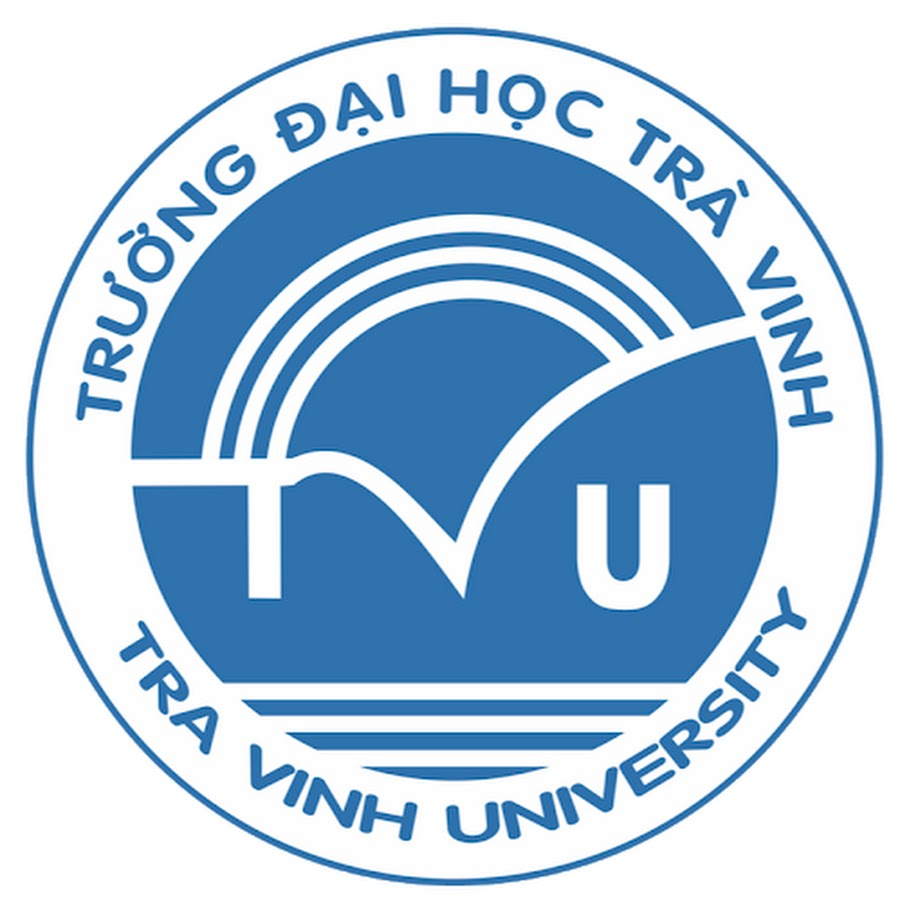 TRƯỜNG ĐẠI HỌC TRÀ VINH
TVU
TRA VINH UNIVERSITY